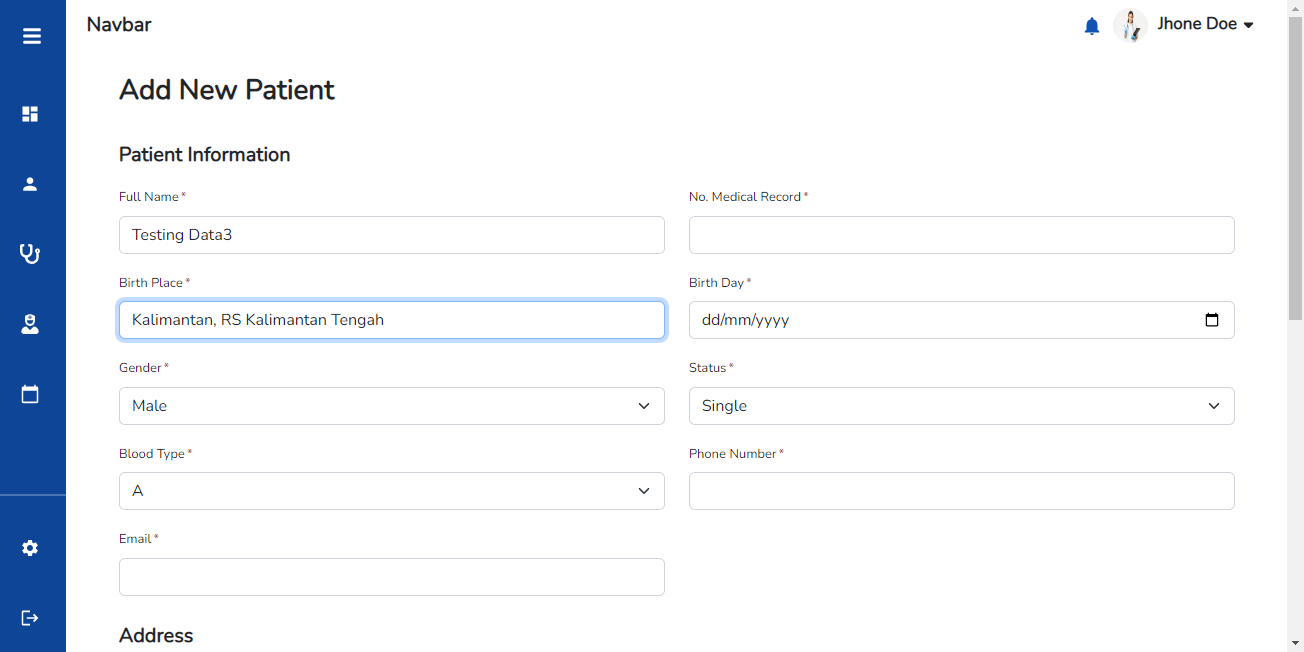 Navbar
Jhone Doe
Add New Patient
Patient Information
Full Name*
No. Medical Record*
Testing Data3
Birth Place*
Birth Day*
Kalimantan, RS Kalimantan Tengah
dd/mm/yyyy
Gender*
Status*
Male
Single
Blood Type*
Phone Number*
A
Email*
Address